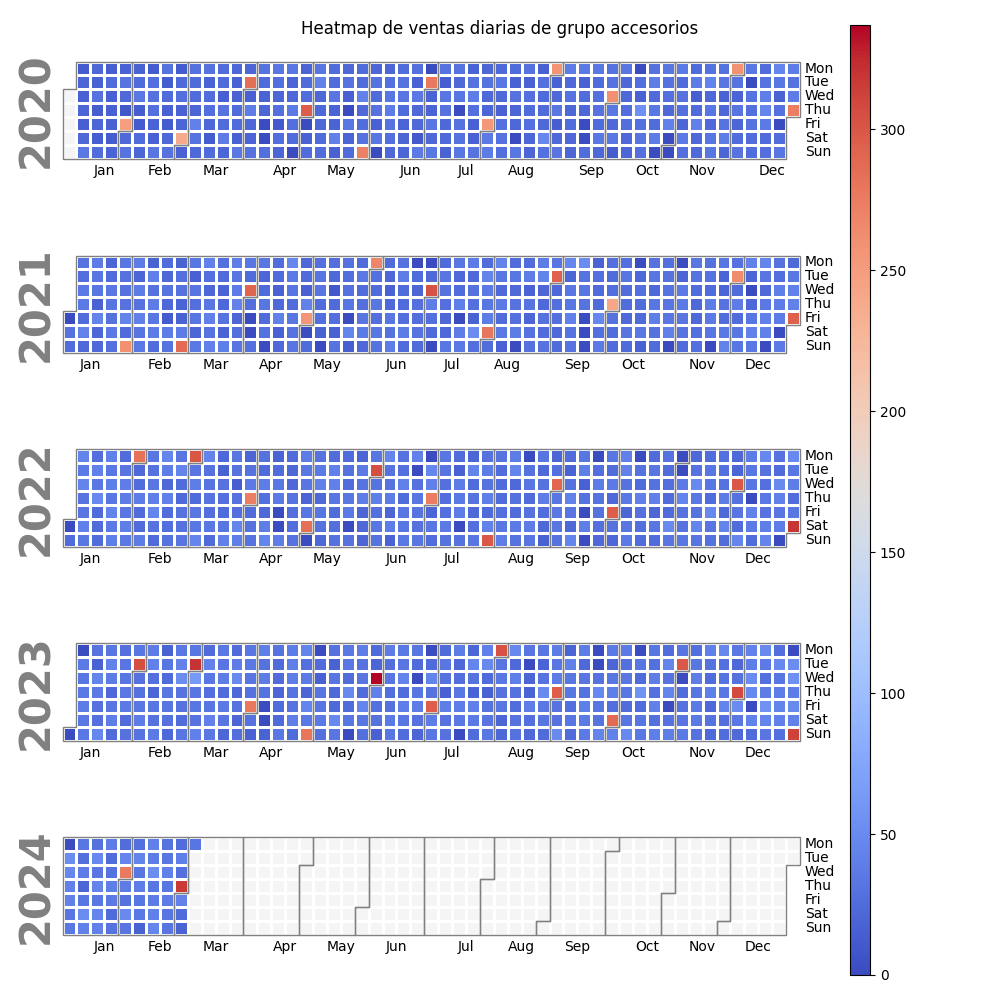 Heatmap de ventas diarias de grupo accesorios
2020
Mon
Tue
Wed
Thu
Fri
Sat
Sun
Jan Feb Mar Apr May Jun Jul Aug Sep Oct Nov Dec
2021
Mon
Tue
Wed
Thu
Fri
Sat
Sun
Jan Feb Mar Apr May Jun Jul Aug Sep Oct Nov Dec
2022
Mon
Tue
Wed
Thu
Fri
Sat
Sun
Jan Feb Mar Apr May Jun Jul Aug Sep Oct Nov Dec
2023
Mon
Tue
Wed
Thu
Fri
Sat
Sun
Jan Feb Mar Apr May Jun Jul Aug Sep Oct Nov Dec
2024
Mon
Tue
Wed
Thu
Fri
Sat
Sun
Jan Feb Mar Apr May Jun Jul Aug Sep Oct Nov Dec
300
250
200
150
100
50
0